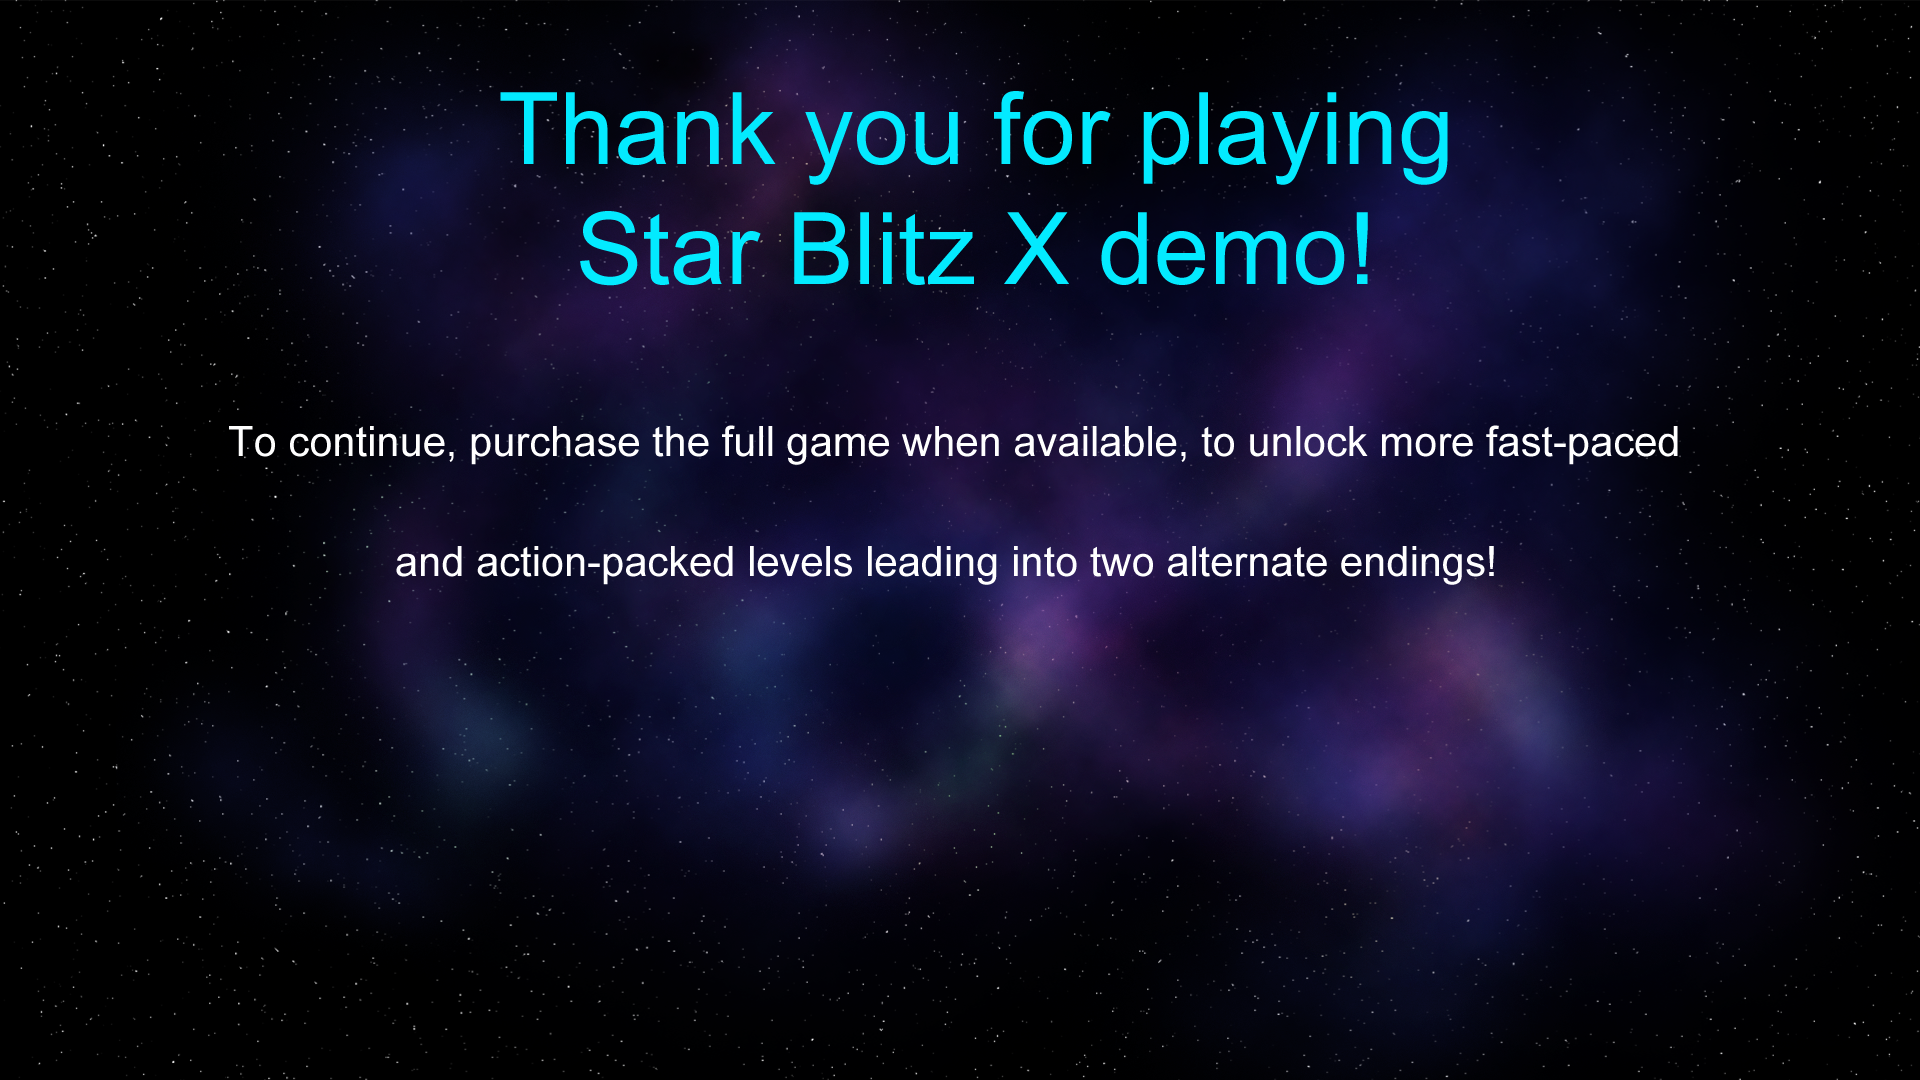 Thank you for playing
Star Blitz X demo!
To continue, purchase the full game when available, to unlock more fast-paced
and action-packed levels leading into two alternate endings!